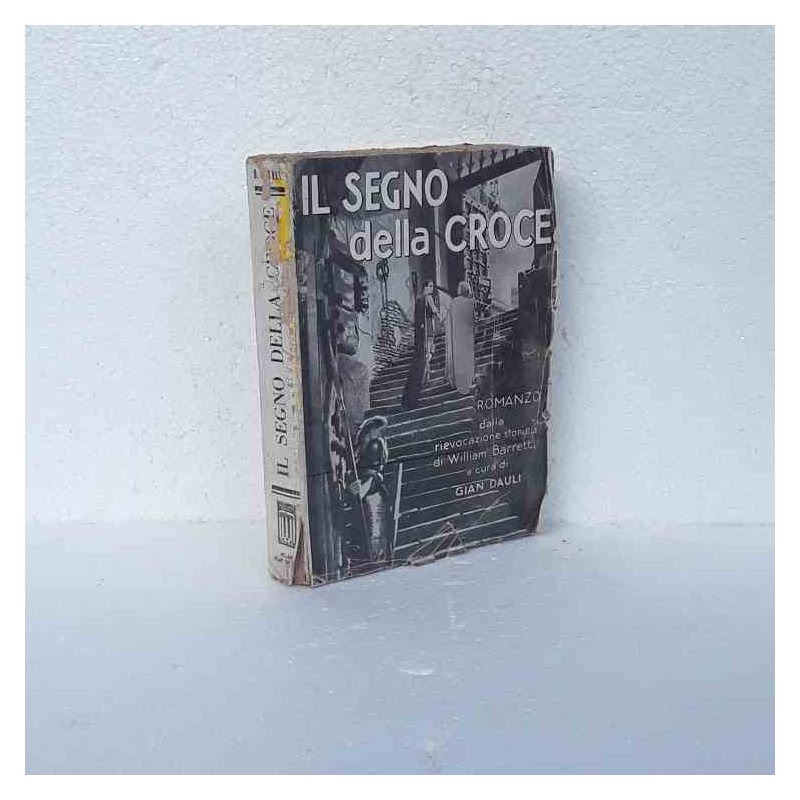 IL SEGNO
della CROCE
ROMANZO
dalla
rievocazione storica
di William Barrett
a cura di
GIAN DAULI
IL SEGNO DELLA CROCE